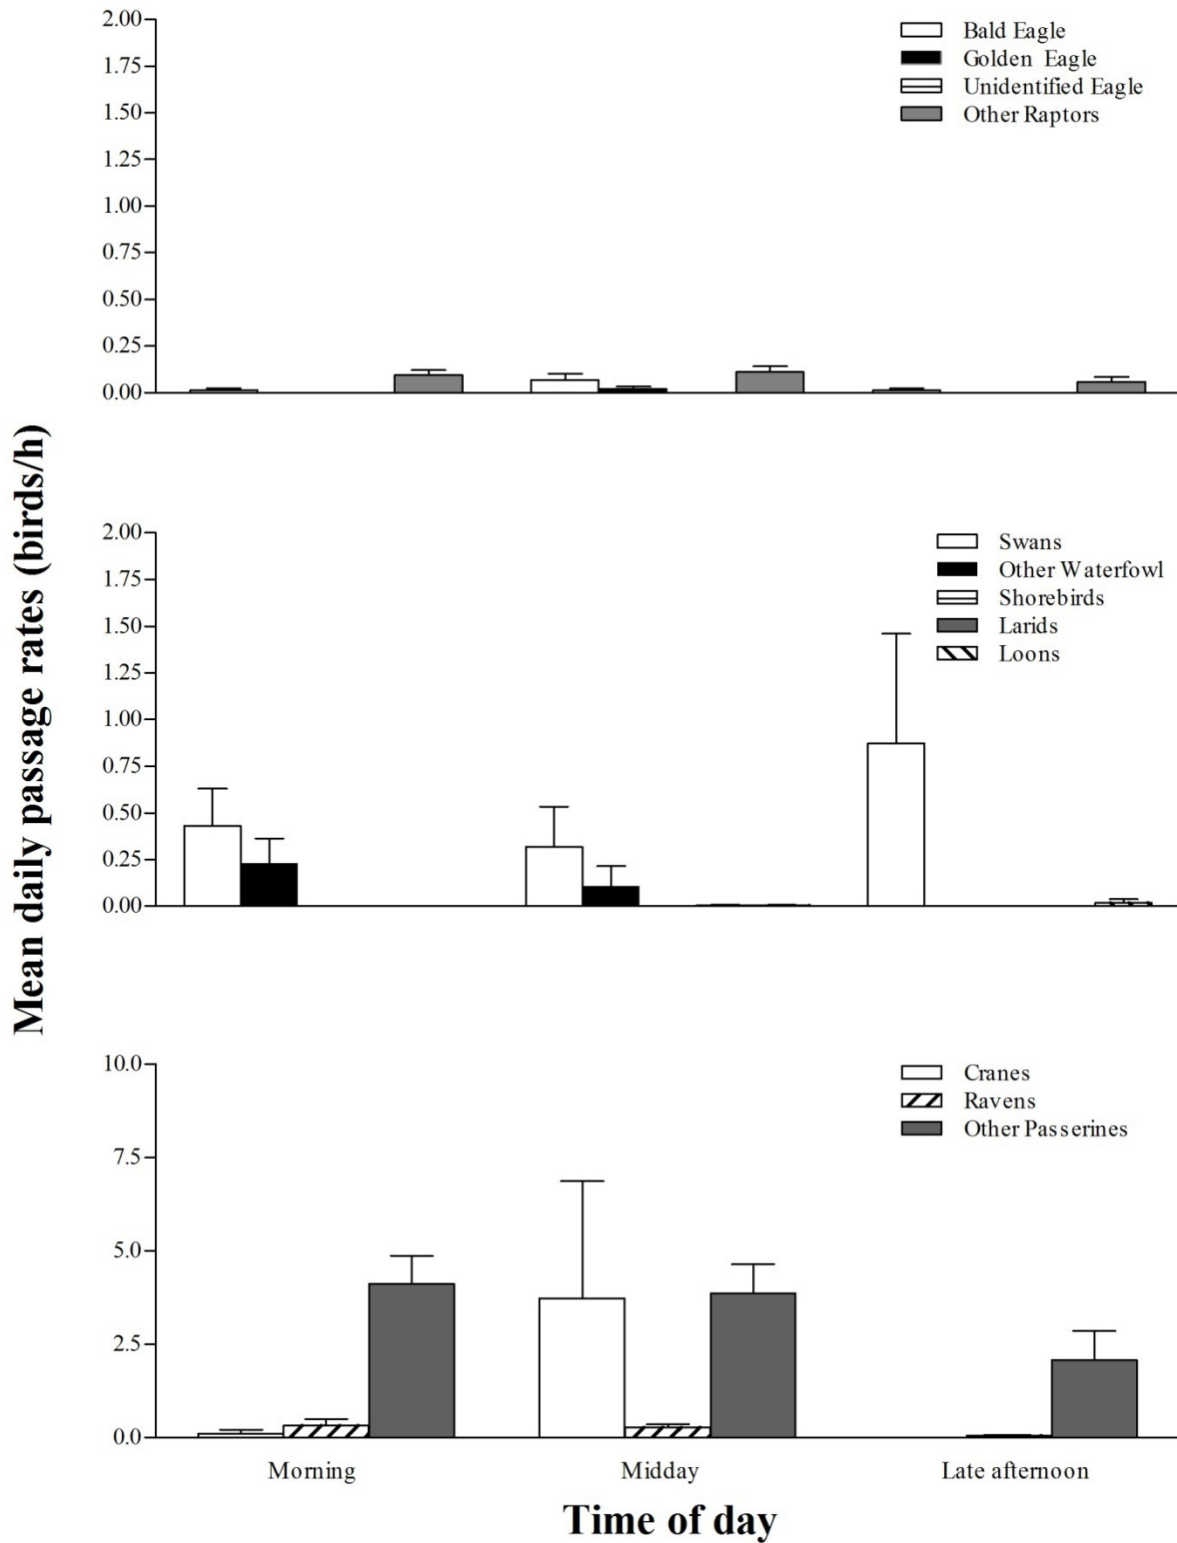 Mean daily passage rates (birds/h)
2.00
1.75
1.50
1.25
1.00
0.75
0.50
0.25
0.00
Bald Eagle
Golden Eagle
Unidentified Eagle
Other Raptors
2.00
1.75
1.50
1.25
1.00
0.75
0.50
0.25
0.00
Swans
Other Waterfowl
Shorebirds
Larids
Loons
10.0
7.5
5.0
2.5
0.0
Cranes
Ravens
Other Passerines
Morning Midday Late afternoon
Time of day